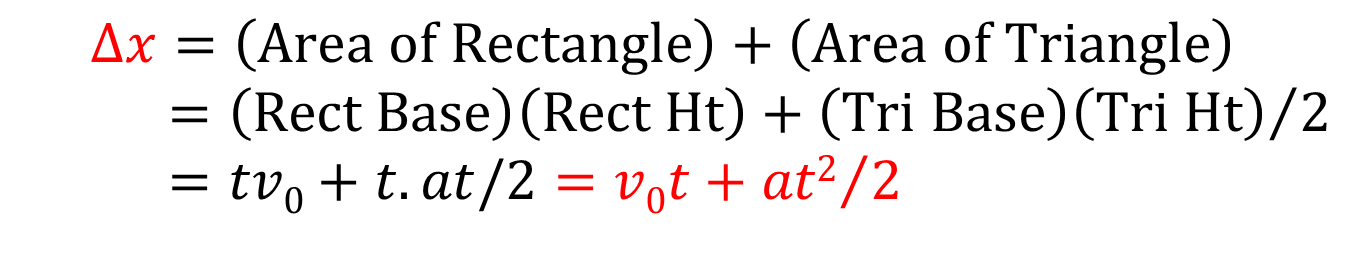 Δx = (Area of Rectangle) + (Area of Triangle)
= (Rect Base)(Rect Ht) + (Tri Base)(Tri Ht)/2
= tv₀ + t. at/2 = v₀t + at²/2